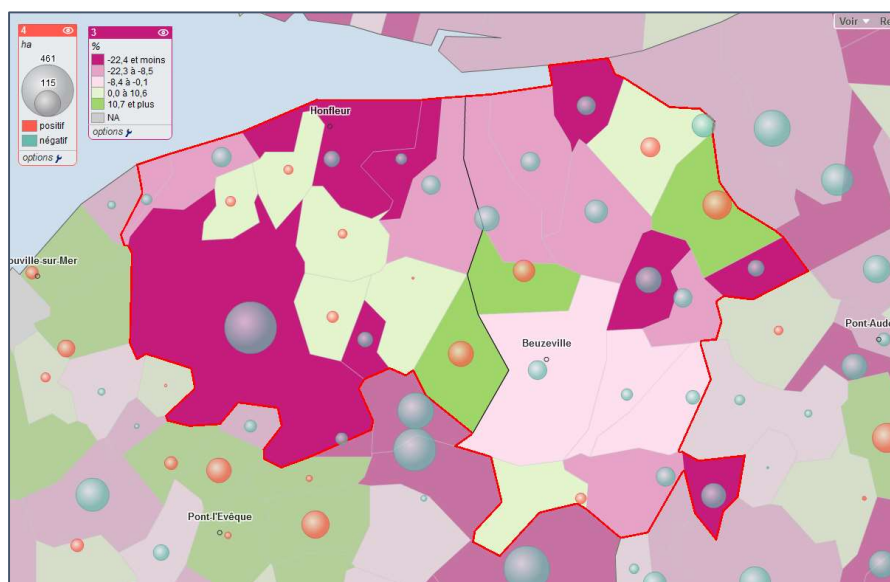 4
ha
461
115
positif
négatif
options
3
%
-22,4 et moins
-22,3 à -8,5
-8,4 à -0,1
0,0 à 10,6
10,7 et plus
NA
options
Voir
Re
Honfleur
ouville-sur-Mer
Beuzeville
Pont-Aude
Pont-l'Evêque